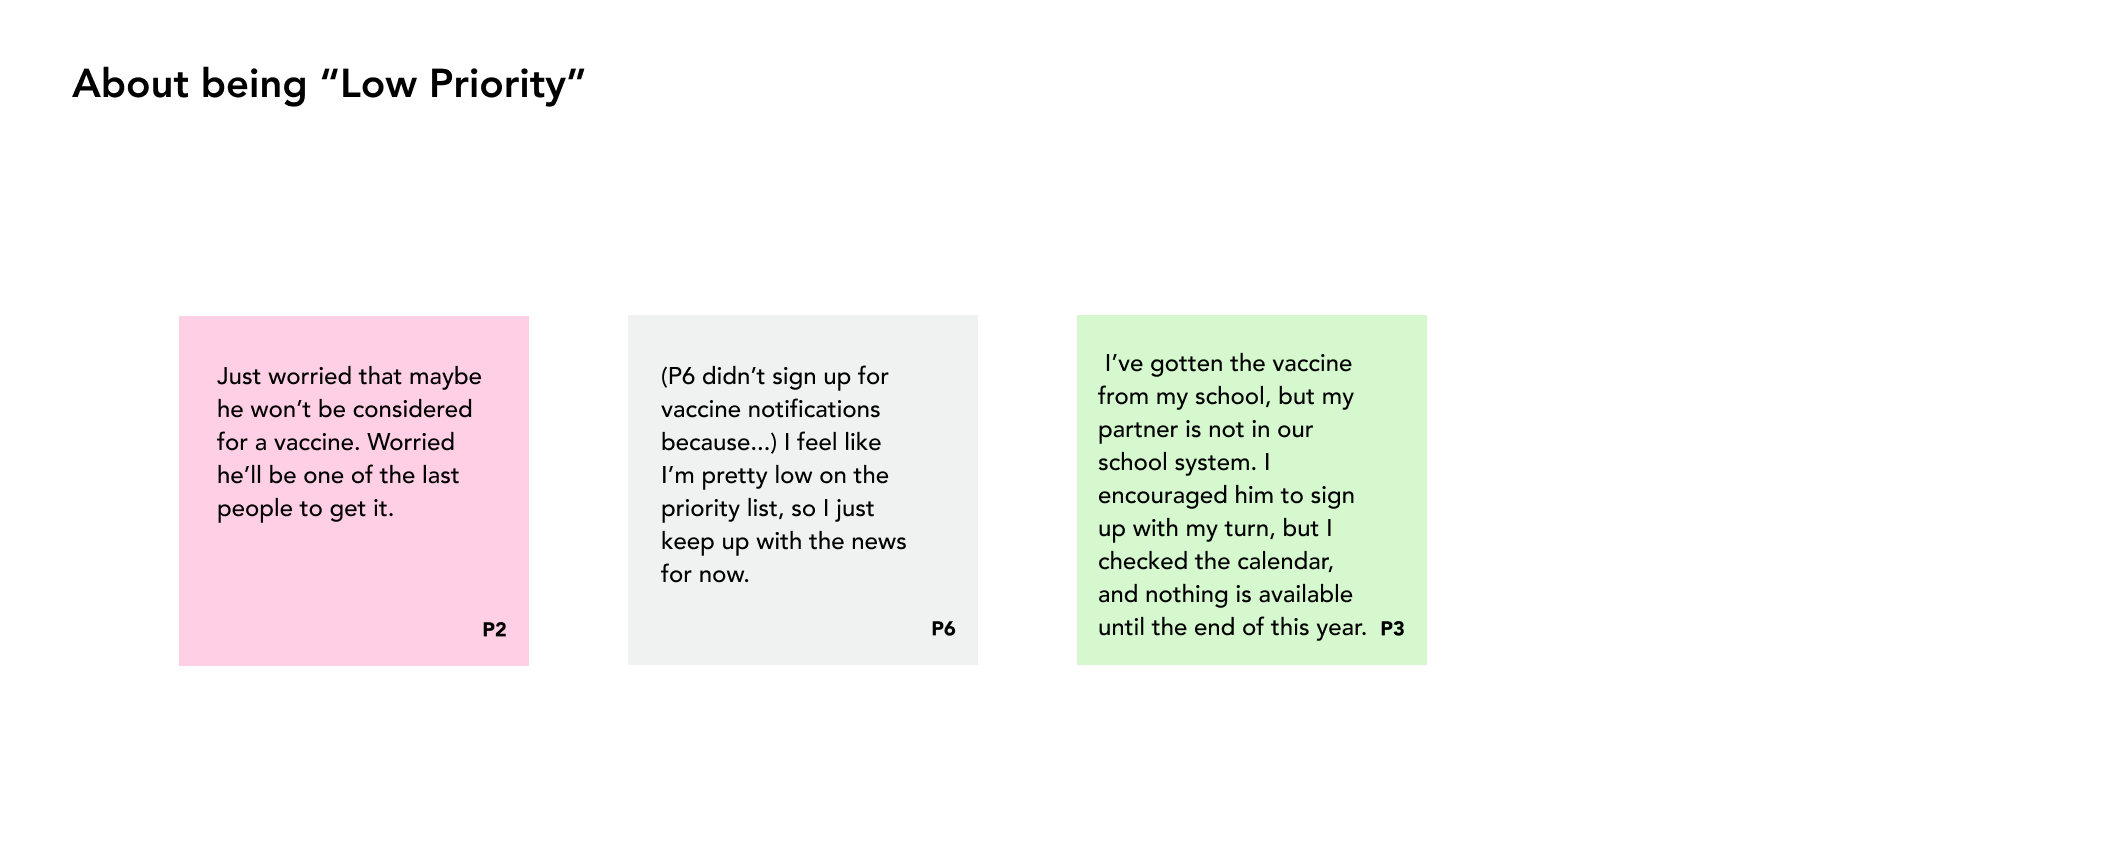 About being “Low Priority”
Just worried that maybe
he won’t be considered
for a vaccine. Worried
he’ll be one of the last
people to get it.
P2
(P6 didn’t sign up for
vaccine notifications
because...) I feel like
I’m pretty low on the
priority list, so I just
keep up with the news
for now.
P6
I’ve gotten the vaccine
from my school, but my
partner is not in our
school system. I
encouraged him to sign
up with my turn, but I
checked the calendar,
and nothing is available
until the end of this year. P3